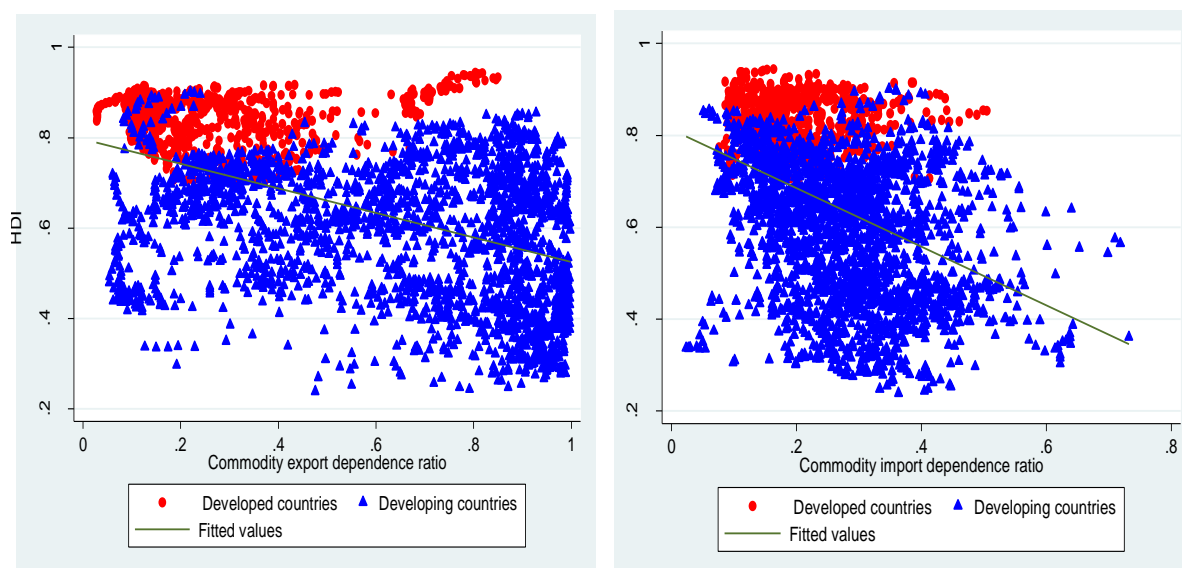 HDI
1
.8
.6
.4
.2
0 .2 .4 .6 .8 1
Commodity export dependence ratio
Developed countries Developing countries
Fitted values
1
.8
.6
.4
.2
0 .2 .4 .6 .8
Commodity import dependence ratio
Developed countries Developing countries
Fitted values